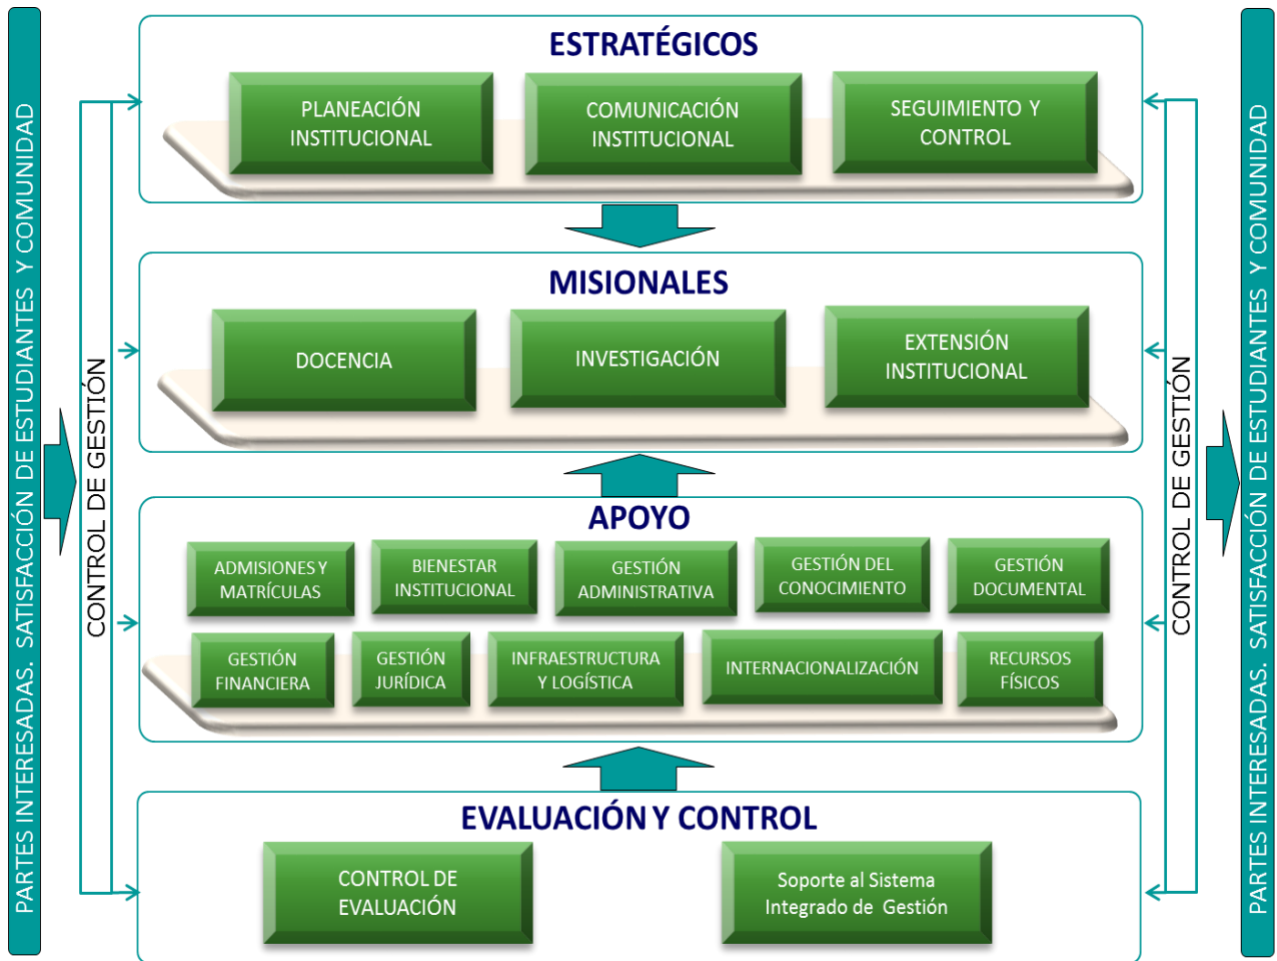 PARTES INTERESADAS. SATISFACCIÓN DE ESTUDIANTES Y COMUNIDAD
CONTROL DE GESTIÓN
ESTRATÉGICOS
PLANEACIÓN
INSTITUCIONAL
COMUNICACIÓN
INSTITUCIONAL
SEGUIMIENTO Y
CONTROL
MISIONALES
DOCENCIA
INVESTIGACIÓN
EXTENSIÓN
INSTITUCIONAL
APOYO
ADMISIONES Y
MATRÍCULAS
BIENESTAR
INSTITUCIONAL
GESTIÓN
ADMINISTRATIVA
GESTIÓN DEL
CONOCIMIENTO
GESTIÓN
DOCUMENTAL
GESTIÓN
FINANCIERA
GESTIÓN
JURÍDICA
INFRAESTRUCTURA
Y LOGÍSTICA
INTERNACIONALIZACIÓN
RECURSOS
FÍSICOS
EVALUACIÓN Y CONTROL
CONTROL DE
EVALUACIÓN
Soporte al Sistema
Integrado de Gestión
CONTROL DE GESTIÓN
PARTES INTERESADAS. SATISFACCIÓN DE ESTUDIANTES Y COMUNIDAD